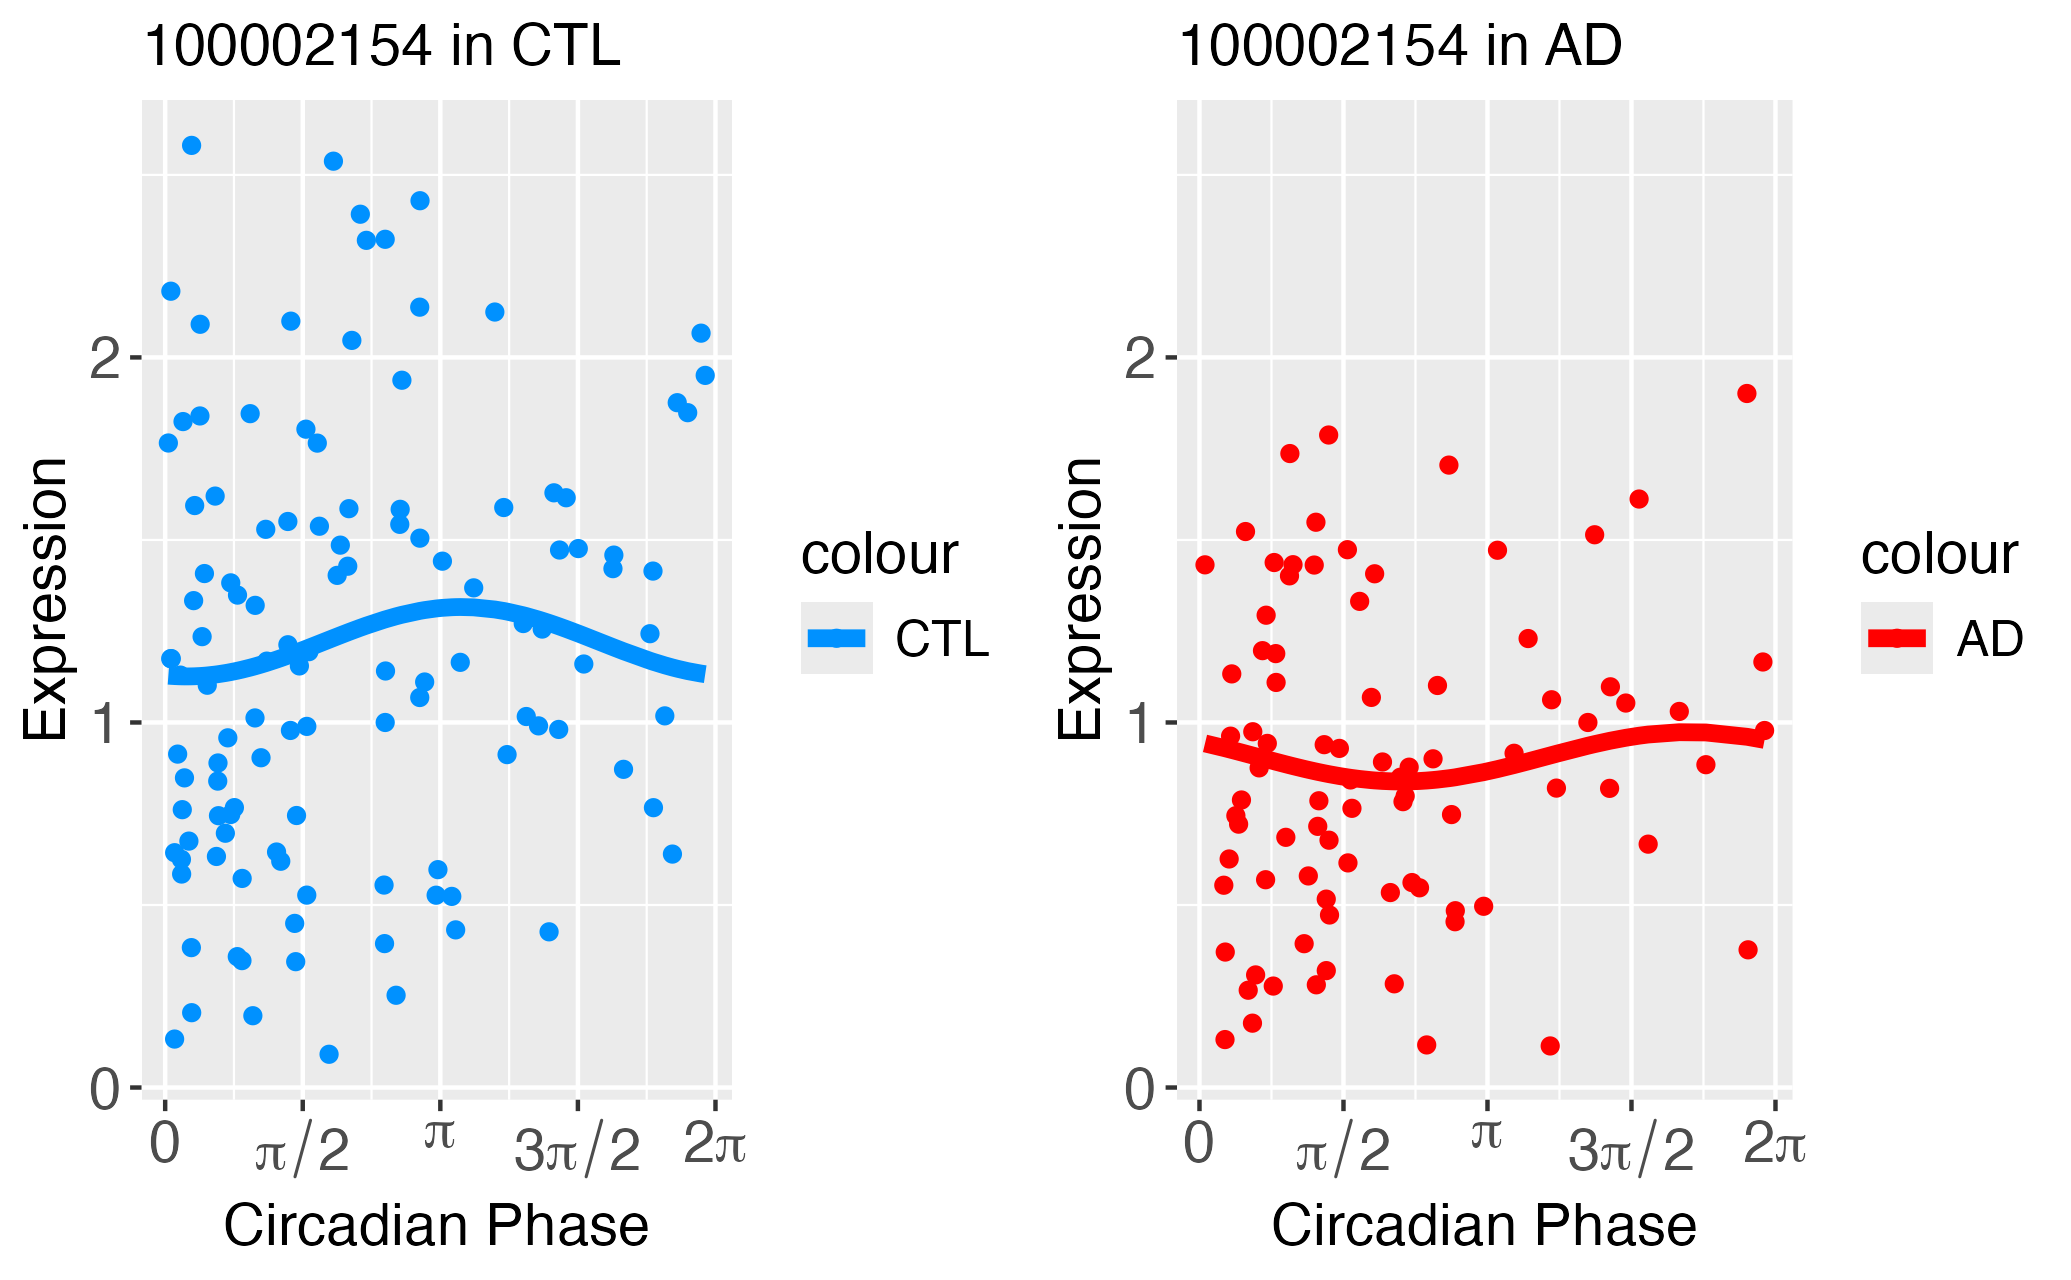 100002154 in CTL
Expression
2
1
0
0 π/2 π 3π/2 2π
Circadian Phase
colour
CTL
100002154 in AD
Expression
2
1
0
0 π/2 π 3π/2 2π
Circadian Phase
colour
AD